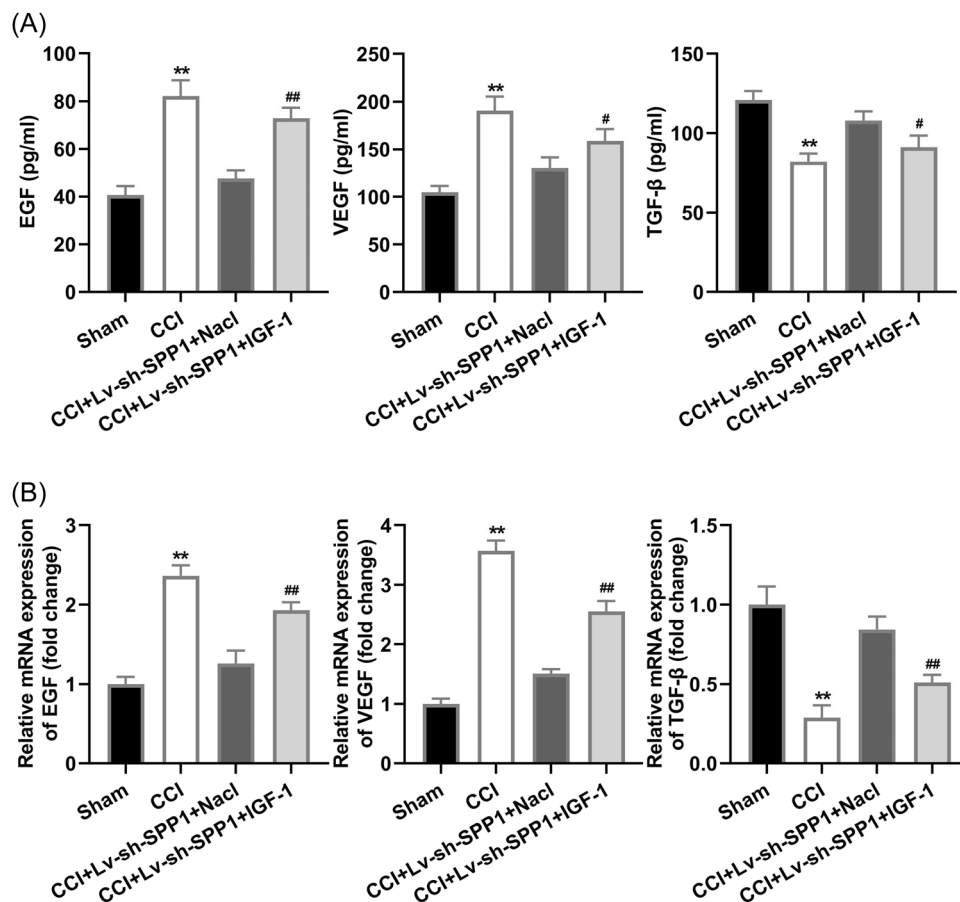 (A)
EGF (pg/ml)
100
80
60
40
20
0
**
##
Sham
CCI
CCI+Lv-sh-SPP1+Nacl
CCI+Lv-sh-SPP1+IGF-1
VEGF (pg/ml)
250
200
150
100
50
0
**
#
Sham
CCI
CCI+Lv-sh-SPP1+Nacl
CCI+Lv-sh-SPP1+IGF-1
TGF-β (pg/ml)
150
100
50
0
**
#
Sham
CCI
CCI+Lv-sh-SPP1+Nacl
CCI+Lv-sh-SPP1+IGF-1
(B)
Relative mRNA expression
of EGF (fold change)
3
2
1
0
**
##
Sham
CCI
CCI+Lv-sh-SPP1+Nacl
CCI+Lv-sh-SPP1+IGF-1
Relative mRNA expression
of VEGF (fold change)
4
3
2
1
0
**
##
Sham
CCI
CCI+Lv-sh-SPP1+Nacl
CCI+Lv-sh-SPP1+IGF-1
Relative mRNA expression
of TGF-β (fold change)
1.5
1.0
0.5
0.0
**
##
Sham
CCI
CCI+Lv-sh-SPP1+Nacl
CCI+Lv-sh-SPP1+IGF-1